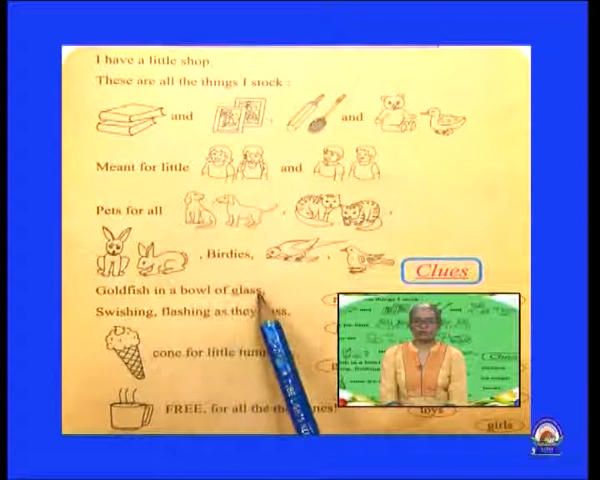 I have a little shop
These are all the things I stock :
and , and
Meant for little and
Pets for all , ,
, Birdies, ,
Clues
Goldfish in a bowl of glass,
Swishing, flashing as they
cone for little
FREE, for all the
toys
girls